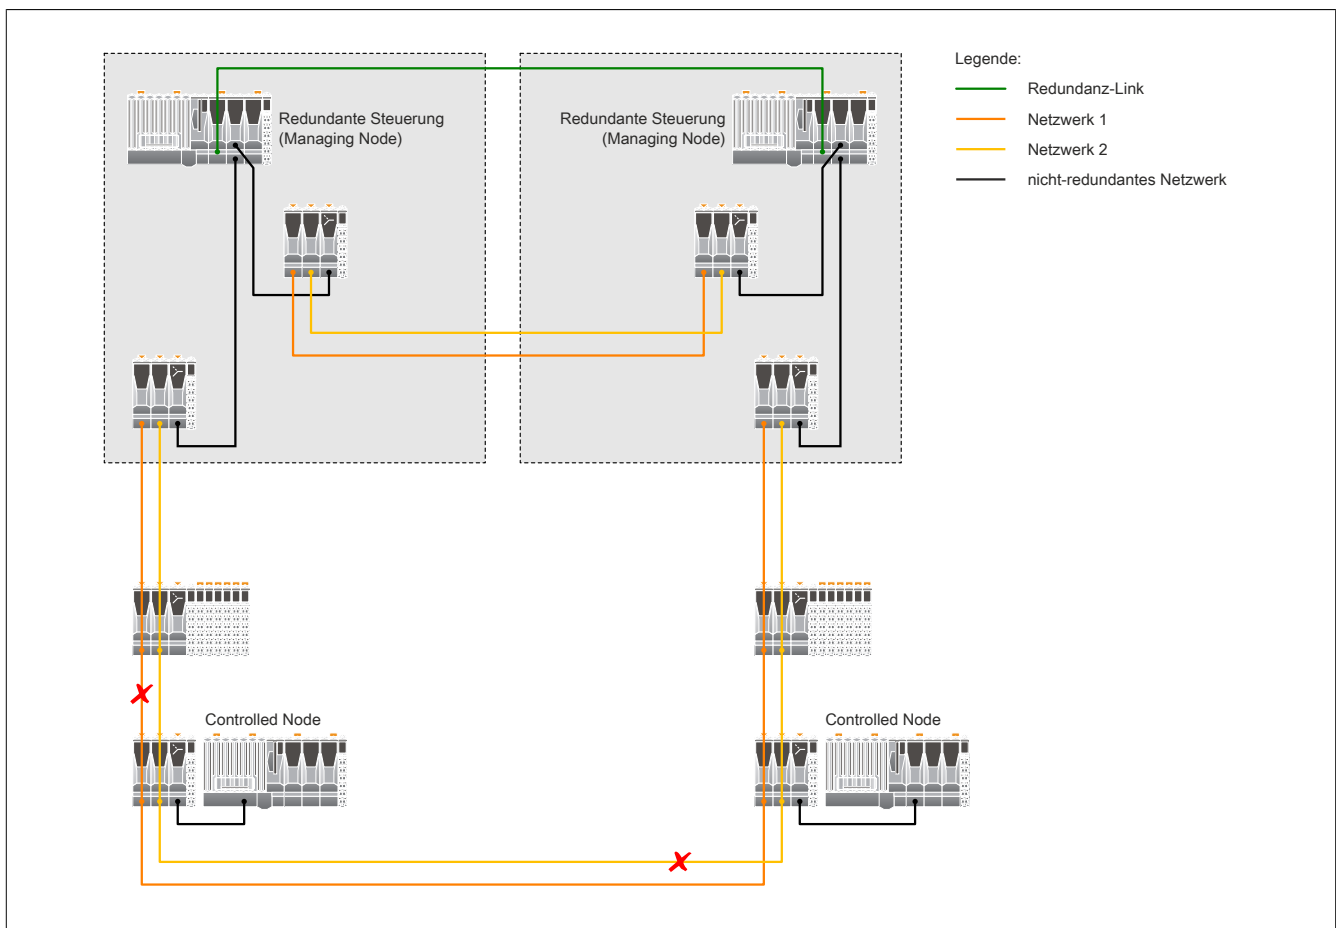 Legende:
Redundanz-Link
Netzwerk 1
Netzwerk 2
nicht-redundantes Netzwerk
Redundante Steuerung
(Managing Node)
Redundante Steuerung
(Managing Node)
Controlled Node
Controlled Node